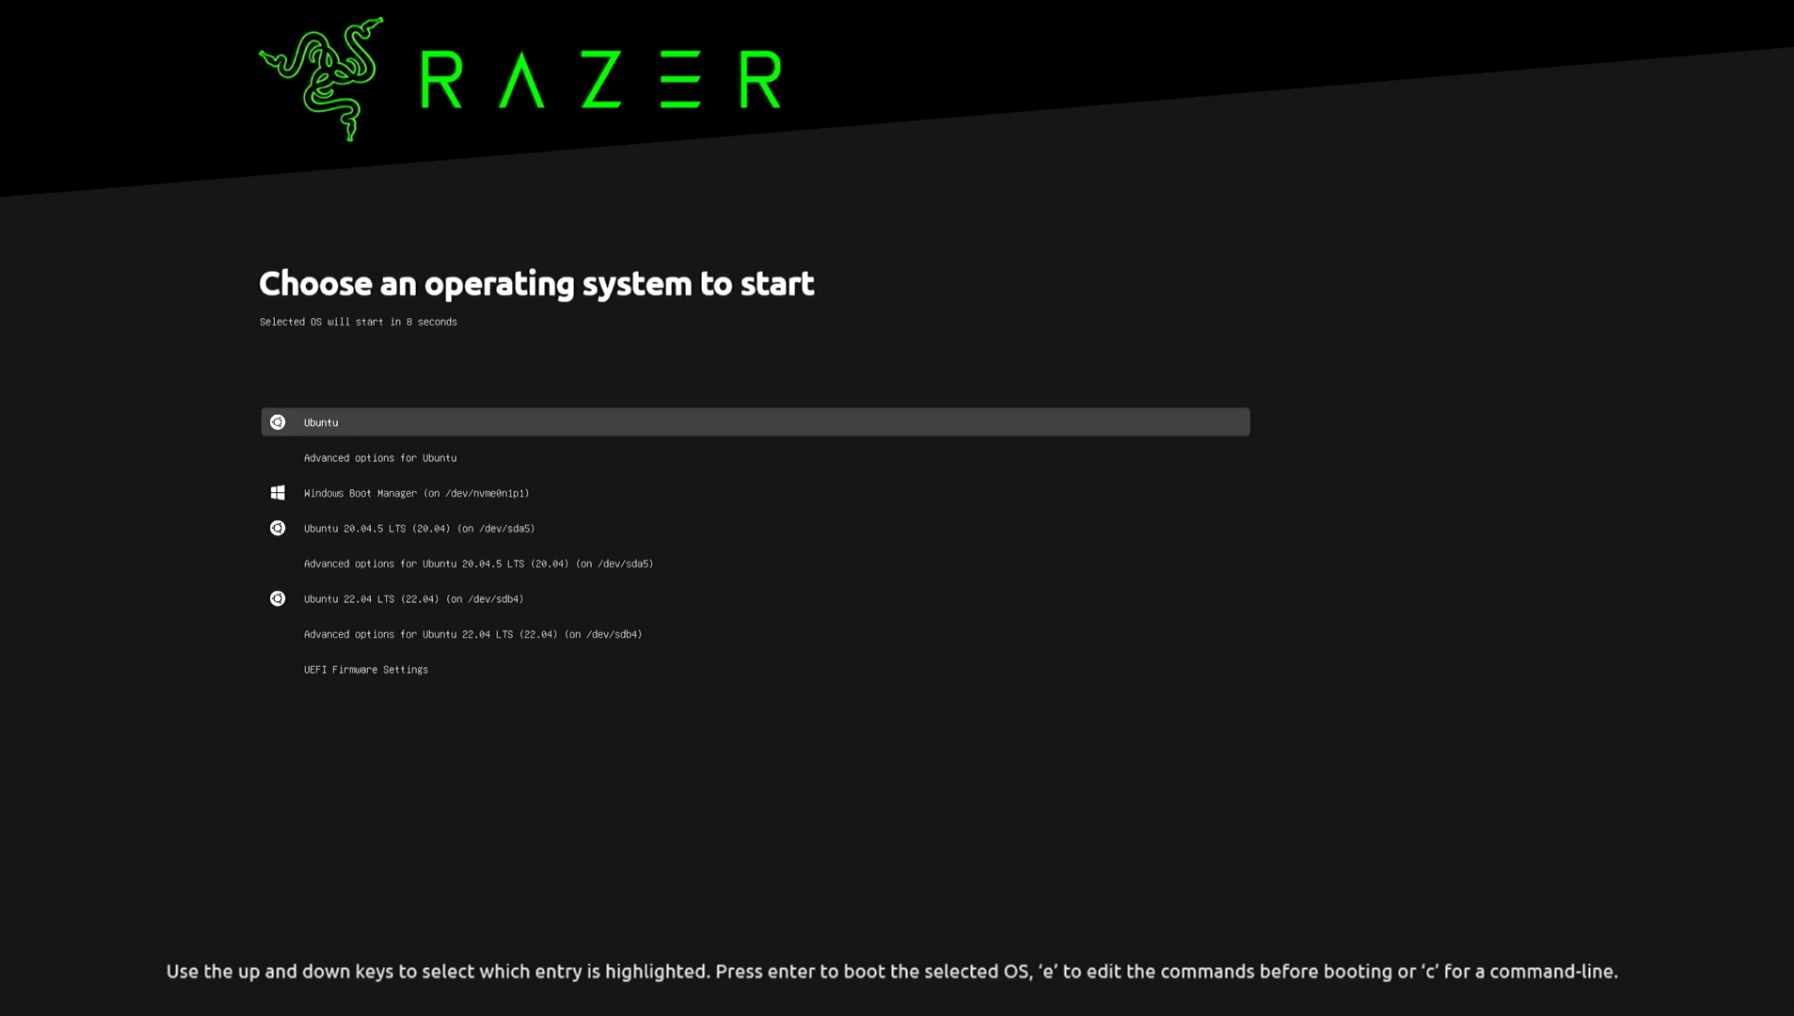 RAZER
Choose an operating system to start
Selected OS will start in 8 seconds
Ubuntu
Advanced options for Ubuntu
Windows Boot Manager (on /dev/nvme0n1p1)
Ubuntu 20.04.5 LTS (20.04) (on /dev/sda5)
Advanced options for Ubuntu 20.04.5 LTS (20.04) (on /dev/sda5)
Ubuntu 22.04 LTS (22.04) (on /dev/sdb4)
Advanced options for Ubuntu 22.04 LTS (22.04) (on /dev/sdb4)
UEFI Firmware Settings
Use the up and down keys to select which entry is highlighted. Press enter to boot the selected OS, ‘e’ to edit the commands before booting or ‘c’ for a command-line.